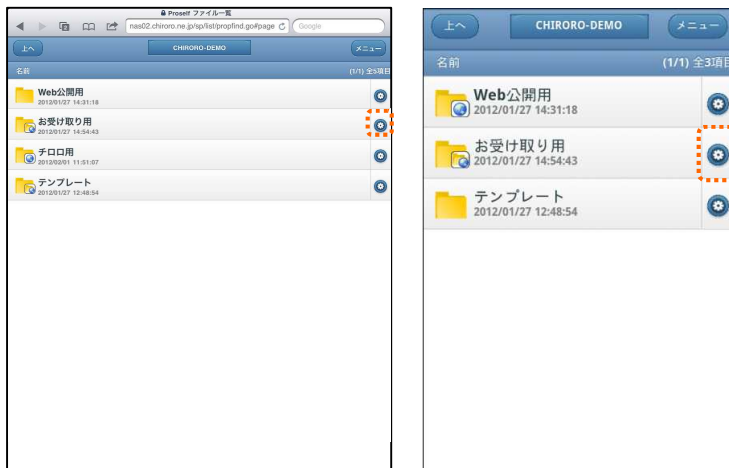 Proself ファイル一覧
nas02.chiroro.ne.jp/sp/list/propfind.go#page
Google
上へ
CHIRORO-DEMO
メニュー
名前
(1/1) 全5項目
Web公開用
2012/01/27 14:31:18
お受け取り用
2012/01/27 14:54:43
チロロ用
2012/02/01 11:51:07
テンプレート
2012/01/27 12:48:54
上へ
CHIRORO-DEMO
メニュー
名前
(1/1) 全3項目
Web公開用
2012/01/27 14:31:18
お受け取り用
2012/01/27 14:54:43
テンプレート
2012/01/27 12:48:54